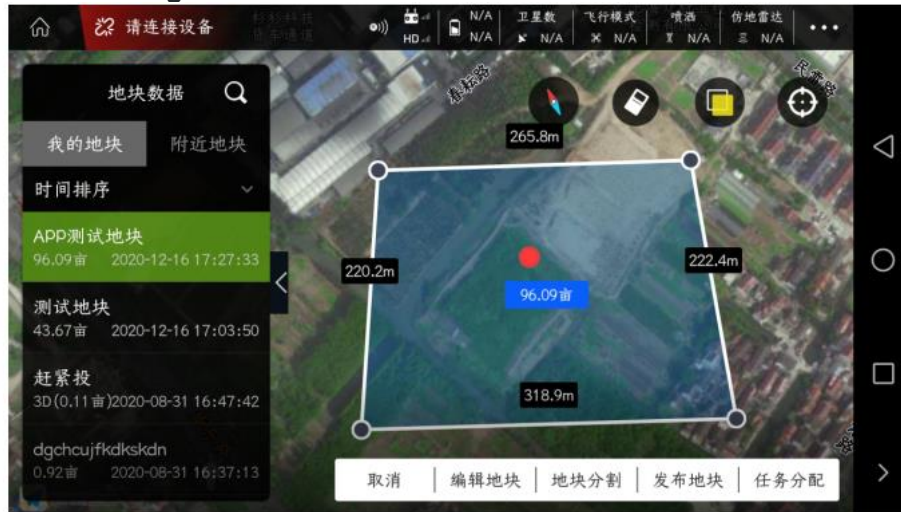 请连接设备
HD
N/A
N/A
卫星数
N/A
飞行模式
N/A
喷洒
N/A
仿地雷达
N/A
地块数据
我的地块 附近地块
时间排序
APP测试地块
96.09亩 2020-12-16 17:27:33
测试地块
43.67亩 2020-12-16 17:03:50
赶紧投
3D(0.11亩)2020-08-31 16:47:42
dgchcujfkdkskdn
0.92亩 2020-08-31 16:37:13
春耘路
265.8m
220.2m
222.4m
96.09亩
318.9m
取消 编辑地块 地块分割 发布地块 任务分配